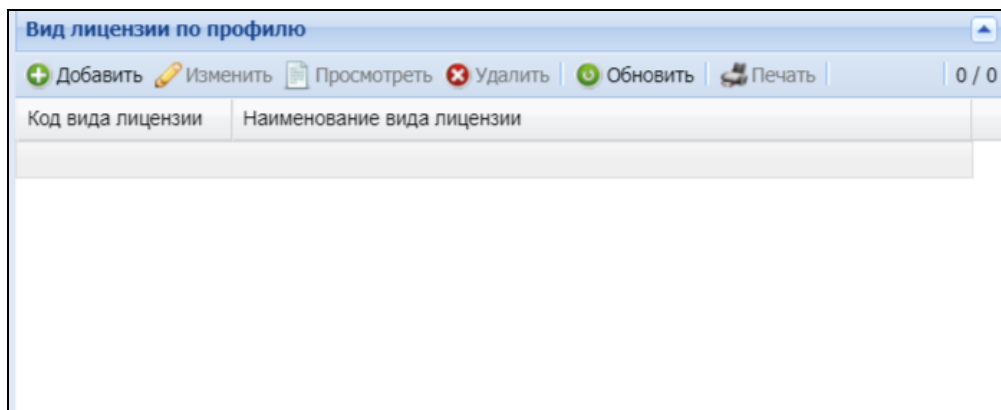 Вид лицензии по профилю
Добавить Изменить Просмотреть Удалить Обновить Печать 0 / 0
Код вида лицензии Наименование вида лицензии